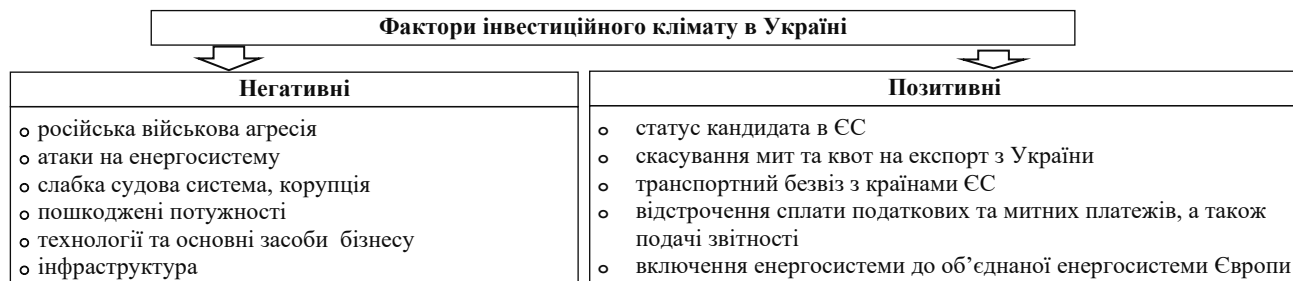 Фактори інвестиційного клімату в Україні
Негативні
російська військова агресія
атаки на енергосистему
слабка судова система, корупція
пошкоджені потужності
технології та основні засоби бізнесу
інфраструктура
Позитивні
статус кандидата в ЄС
скасування мит та квот на експорт з України
транспортний безвіз з країнами ЄС
відстрочення сплати податкових та митних платежів, а також
подачі звітності
включення енергосистеми до об’єднаної енергосистеми Європи